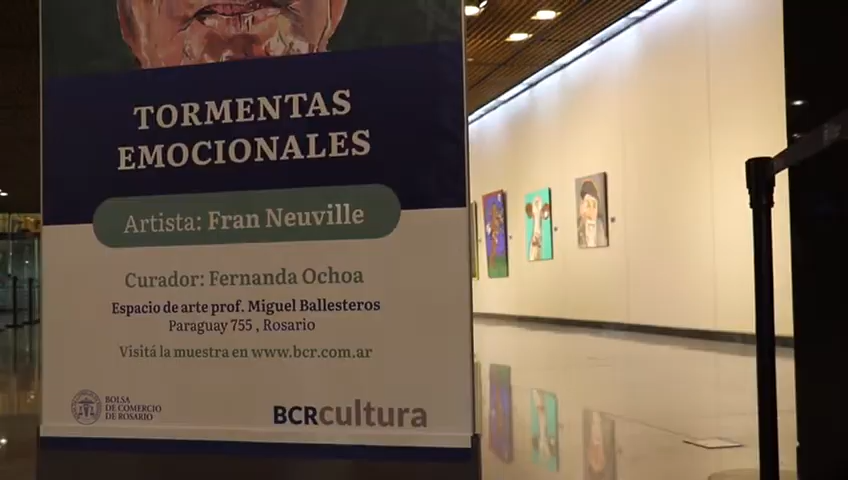 TORMENTAS
EMOCIONALES
Artista: Fran Neuville
Curador: Fernanda Ochoa
Espacio de arte prof. Miguel Ballesteros
Paraguay 755 , Rosario
Visitá la muestra en www.bcr.com.ar
BOLSA
DE COMERCIO
DE ROSARIO
BCRcultura